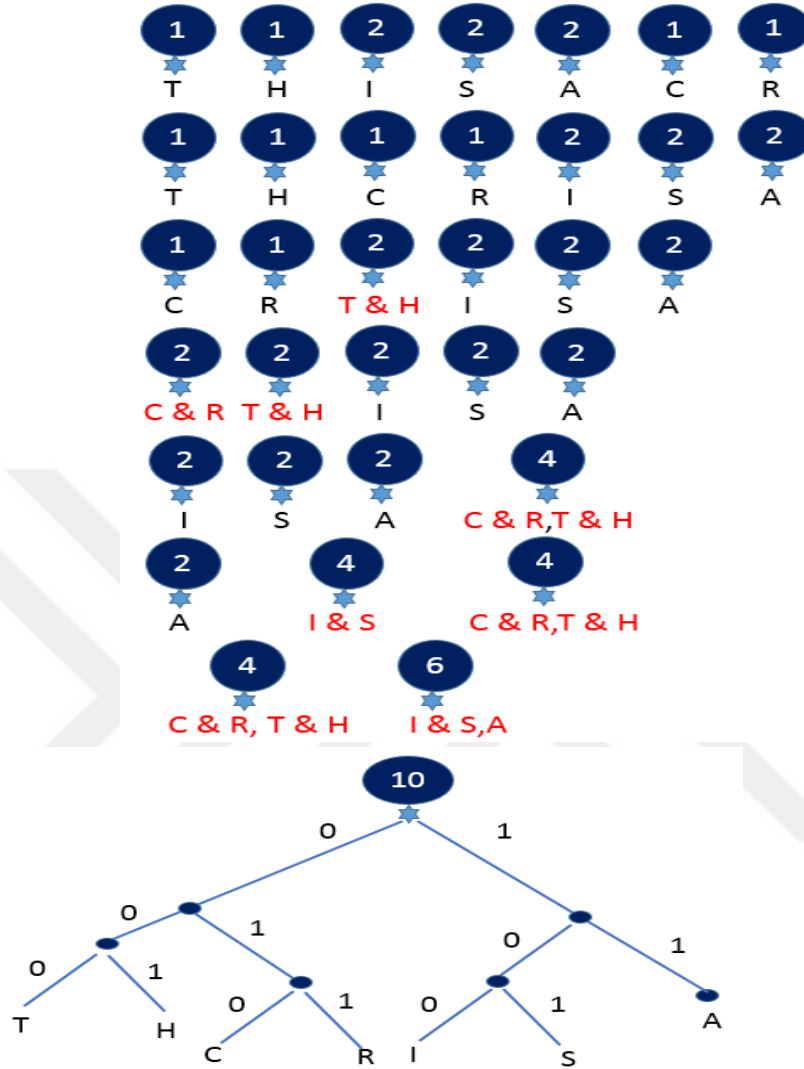 1 1 2 2 2 1 1
T H I S A C R
1 1 1 1 2 2 2
T H C R I S A
1 1 2 2 2 2
C R T & H I S A
2 2 2 2 2
C & R T & H I S A
2 2 2 4
I S A C & R,T & H
2 4 4
A I & S C & R,T & H
4 6
C & R, T & H I & S,A
10
0 1
0 1 0 1
0 1 0 1 0 1
T H C R I S A